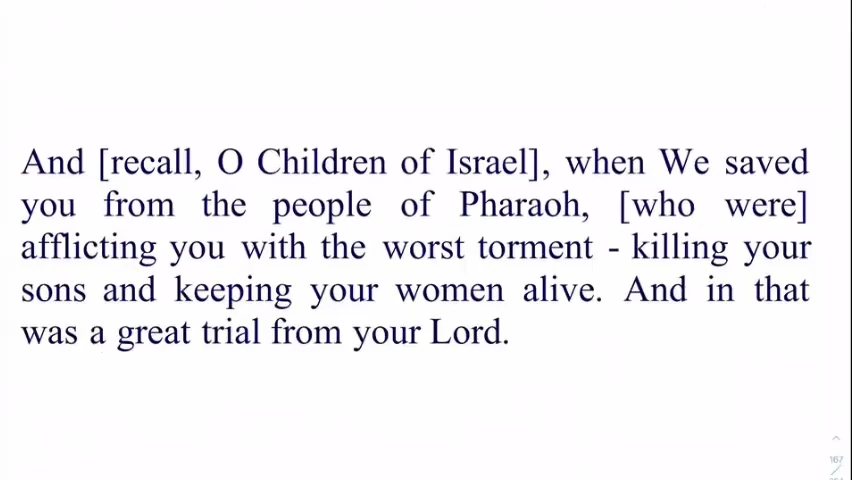 And [recall, O Children of Israel], when We saved
you from the people of Pharaoh, [who were]
afflicting you with the worst torment - killing your
sons and keeping your women alive. And in that
was a great trial from your Lord.
167